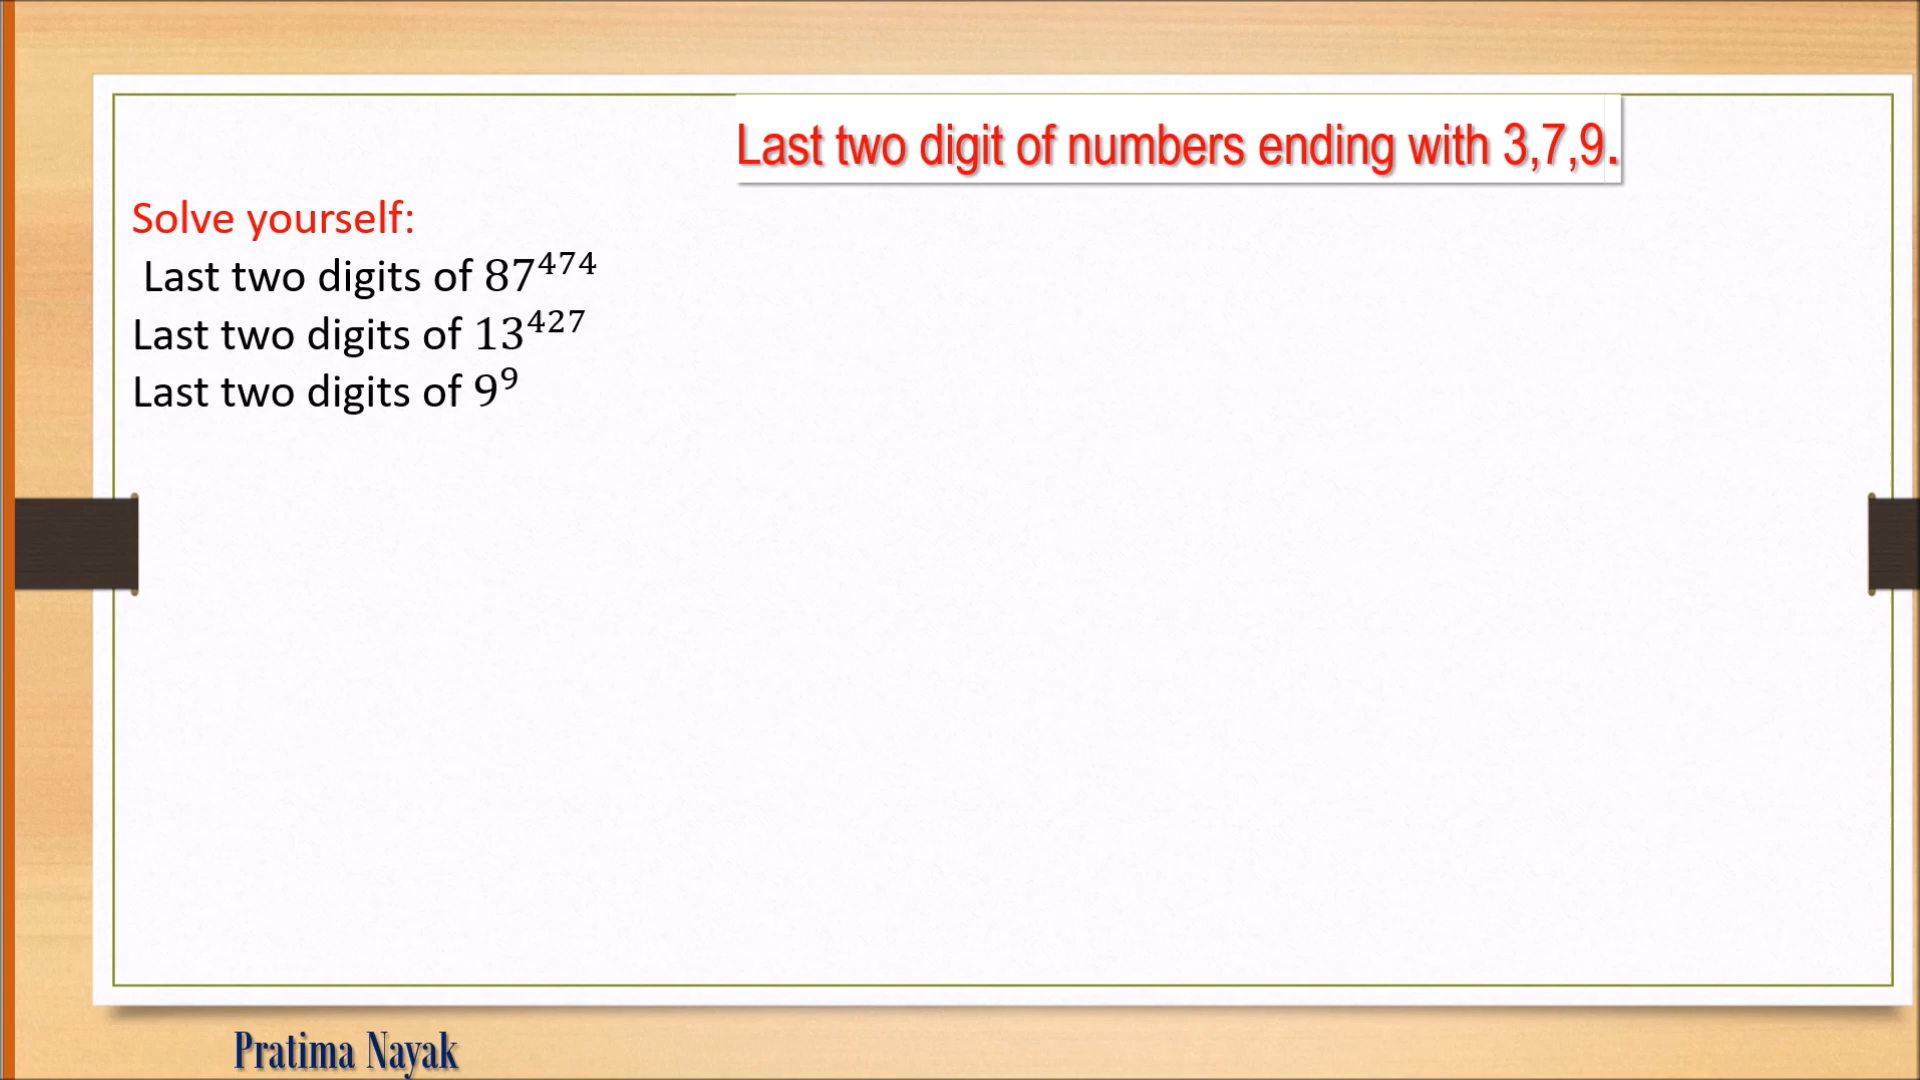 Last two digit of numbers ending with 3,7,9.
Solve yourself:
Last two digits of 87⁴⁷⁴
Last two digits of 13⁴²⁷
Last two digits of 9⁹
Pratima Nayak